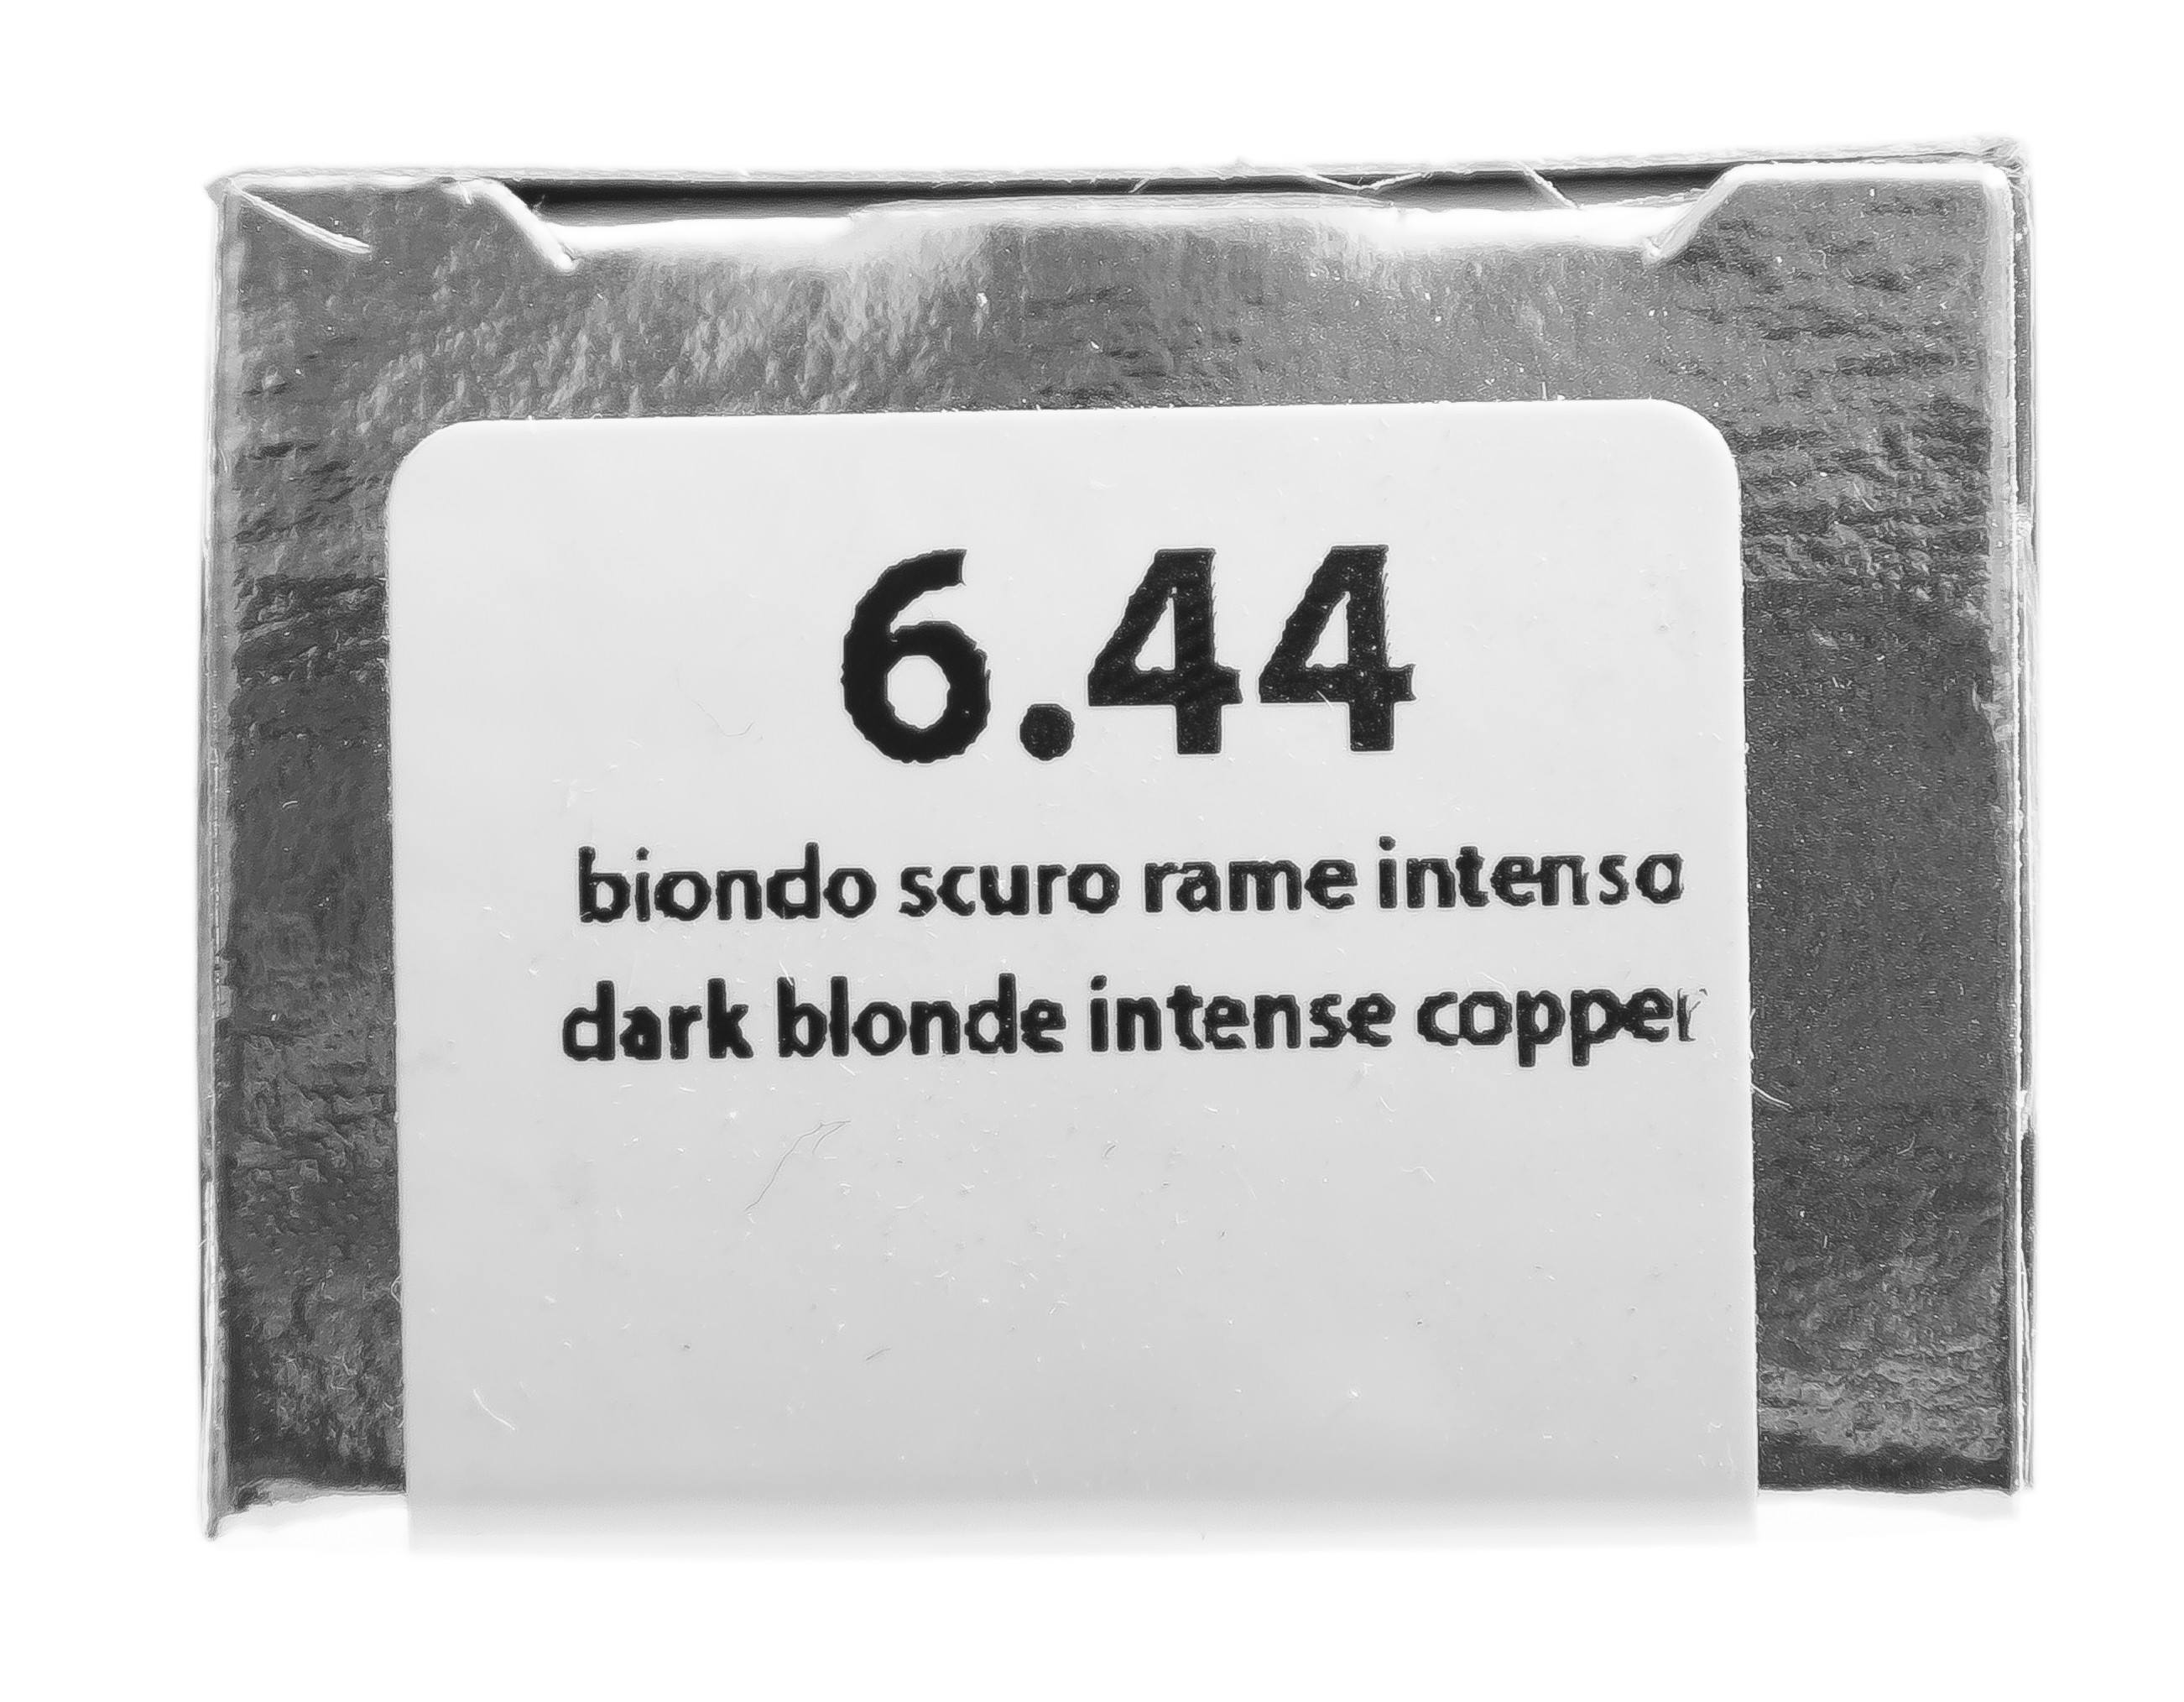 6.44
biondo scuro rame intenso
dark blonde intense copper